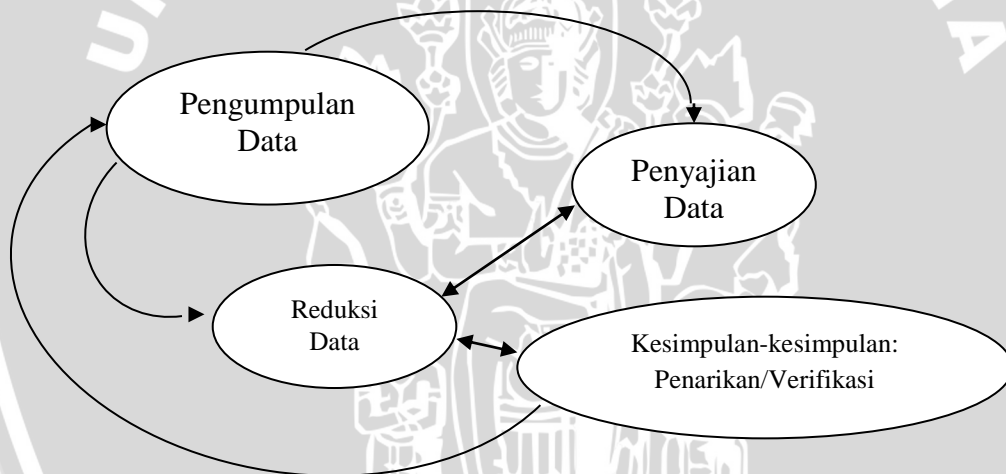 Pengumpulan
Data
Penyajian
Data
Reduksi
Data
Kesimpulan-kesimpulan:
Penarikan/Verifikasi